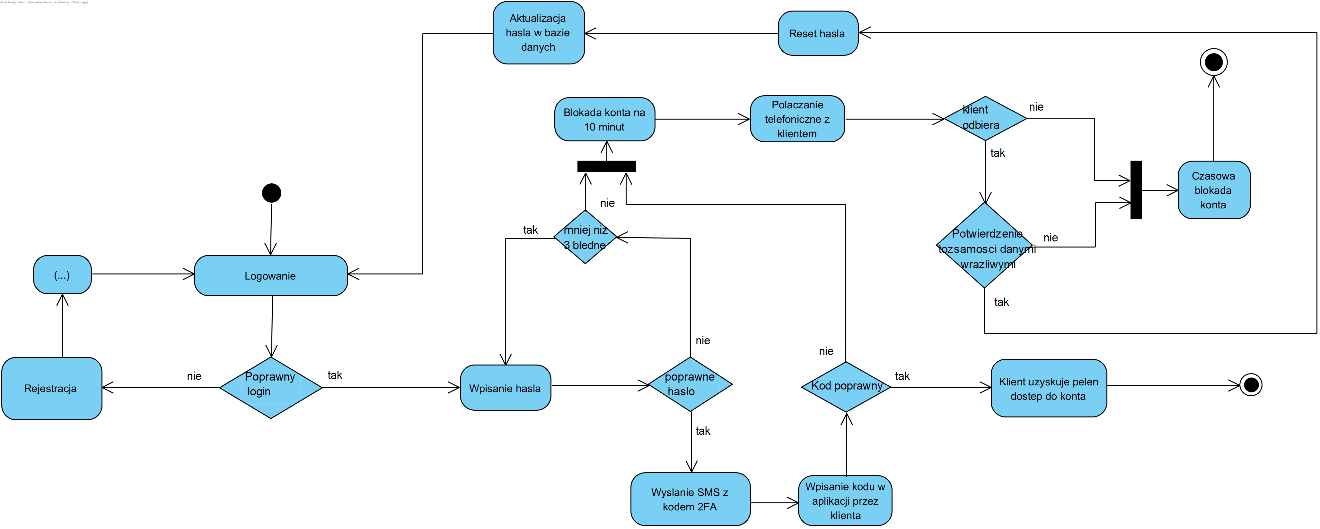 Aktualizacja
hasla w bazie
danych
Reset hasla
Blokada konta na
10 minut
Polaczanie
telefoniczne z
klientem
klient
odbiera
nie
tak
Czasowa
blokada
konta
Potwierdzenie
tozsamosci danymi
wrazliwymi
nie
tak
nie
tak
mniej niz
3 bledne
(...)
Logowanie
Rejestracja
nie
Poprawny
login
tak
Wpisanie hasla
nie
poprawne
haslo
tak
nie
Kod poprawny
tak
Klient uzyskuje pelen
dostep do konta
Wyslanie SMS z
kodem 2FA
Wpisanie kodu w
aplikacji przez
klienta